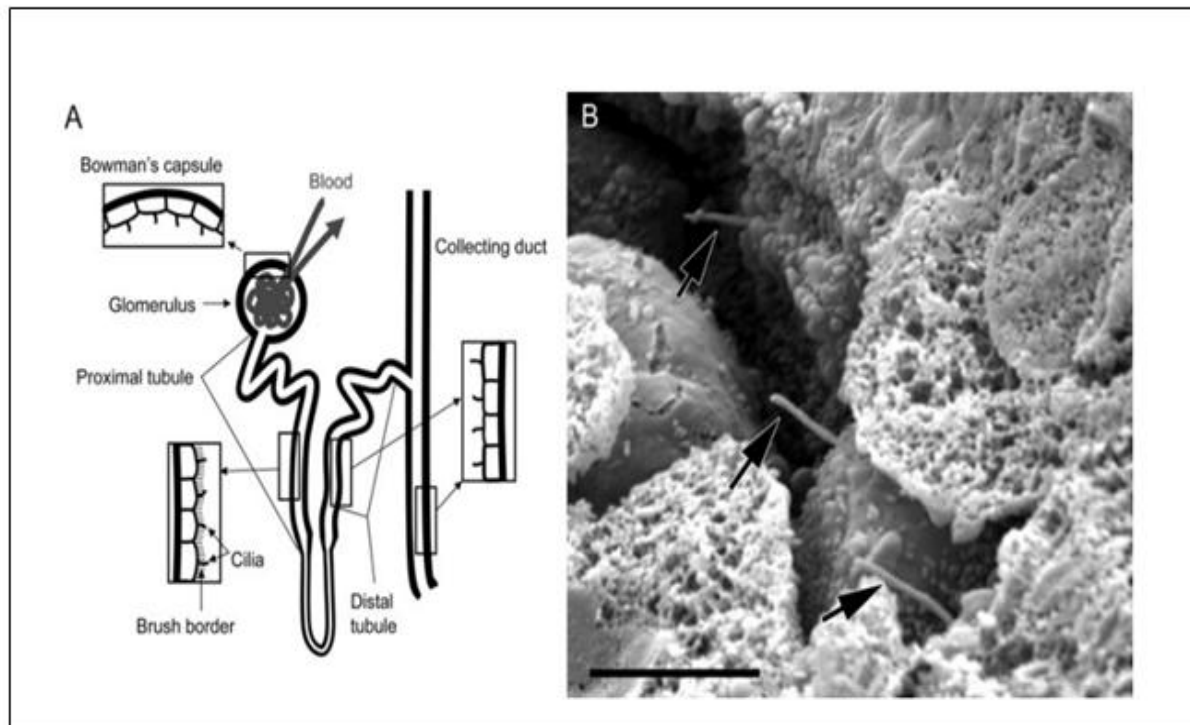 A
Bowman's capsule
Blood
Collecting duct
Glomerulus
Proximal tubule
Cilia
Brush border
Distal
tubule
B